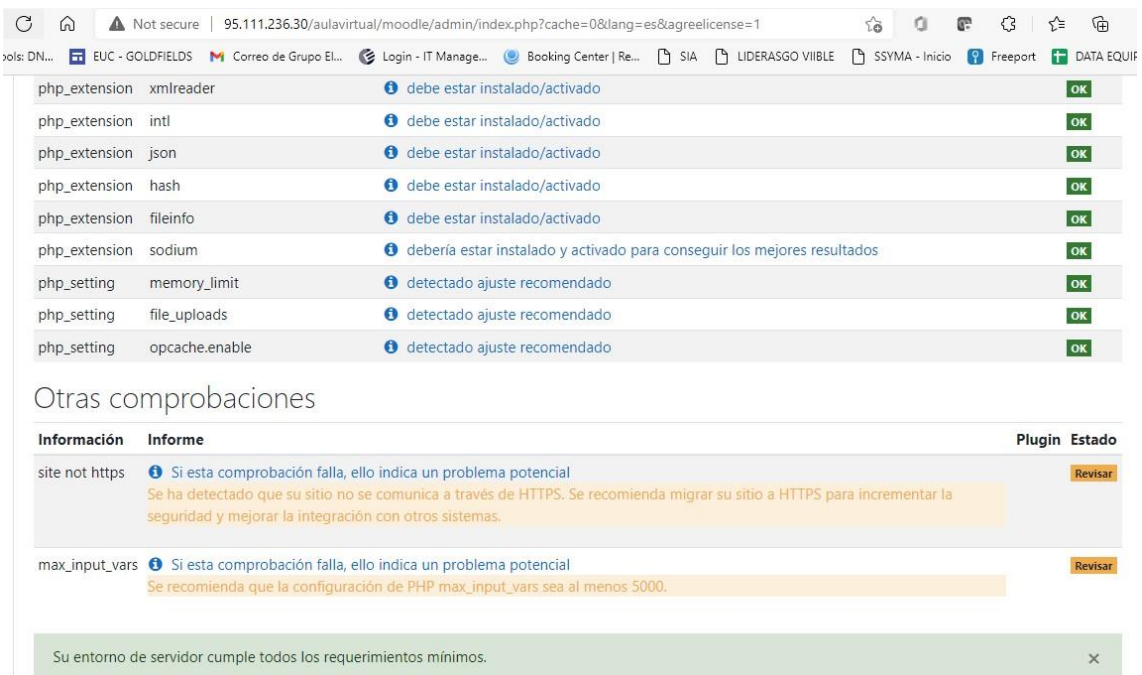 Not secure | 95.111.236.30/aulavirtual/moodle/admin/index.php?cache=0&lang=es&agreelicense=1
ools: DN... EUC - GOLDFIELDS Correo de Grupo El... Login - IT Manage... Booking Center | Re... SIA LIDERASGO VIIBLE SSYMA - Inicio Freeport DATA EQUIP
php_extension xmlreader debe estar instalado/activado OK
php_extension intl debe estar instalado/activado OK
php_extension json debe estar instalado/activado OK
php_extension hash debe estar instalado/activado OK
php_extension fileinfo debe estar instalado/activado OK
php_extension sodium debería estar instalado y activado para conseguir los mejores resultados OK
php_setting memory_limit detectado ajuste recomendado OK
php_setting file_uploads detectado ajuste recomendado OK
php_setting opcache.enable detectado ajuste recomendado OK
Otras comprobaciones
Información Informe Plugin Estado
site not https Si esta comprobación falla, ello indica un problema potencial Revisar
Se ha detectado que su sitio no se comunica a través de HTTPS. Se recomienda migrar su sitio a HTTPS para incrementar la
seguridad y mejorar la integración con otros sistemas.
max_input_vars Si esta comprobación falla, ello indica un problema potencial Revisar
Se recomienda que la configuración de PHP max_input_vars sea al menos 5000.
Su entorno de servidor cumple todos los requerimientos mínimos. ×